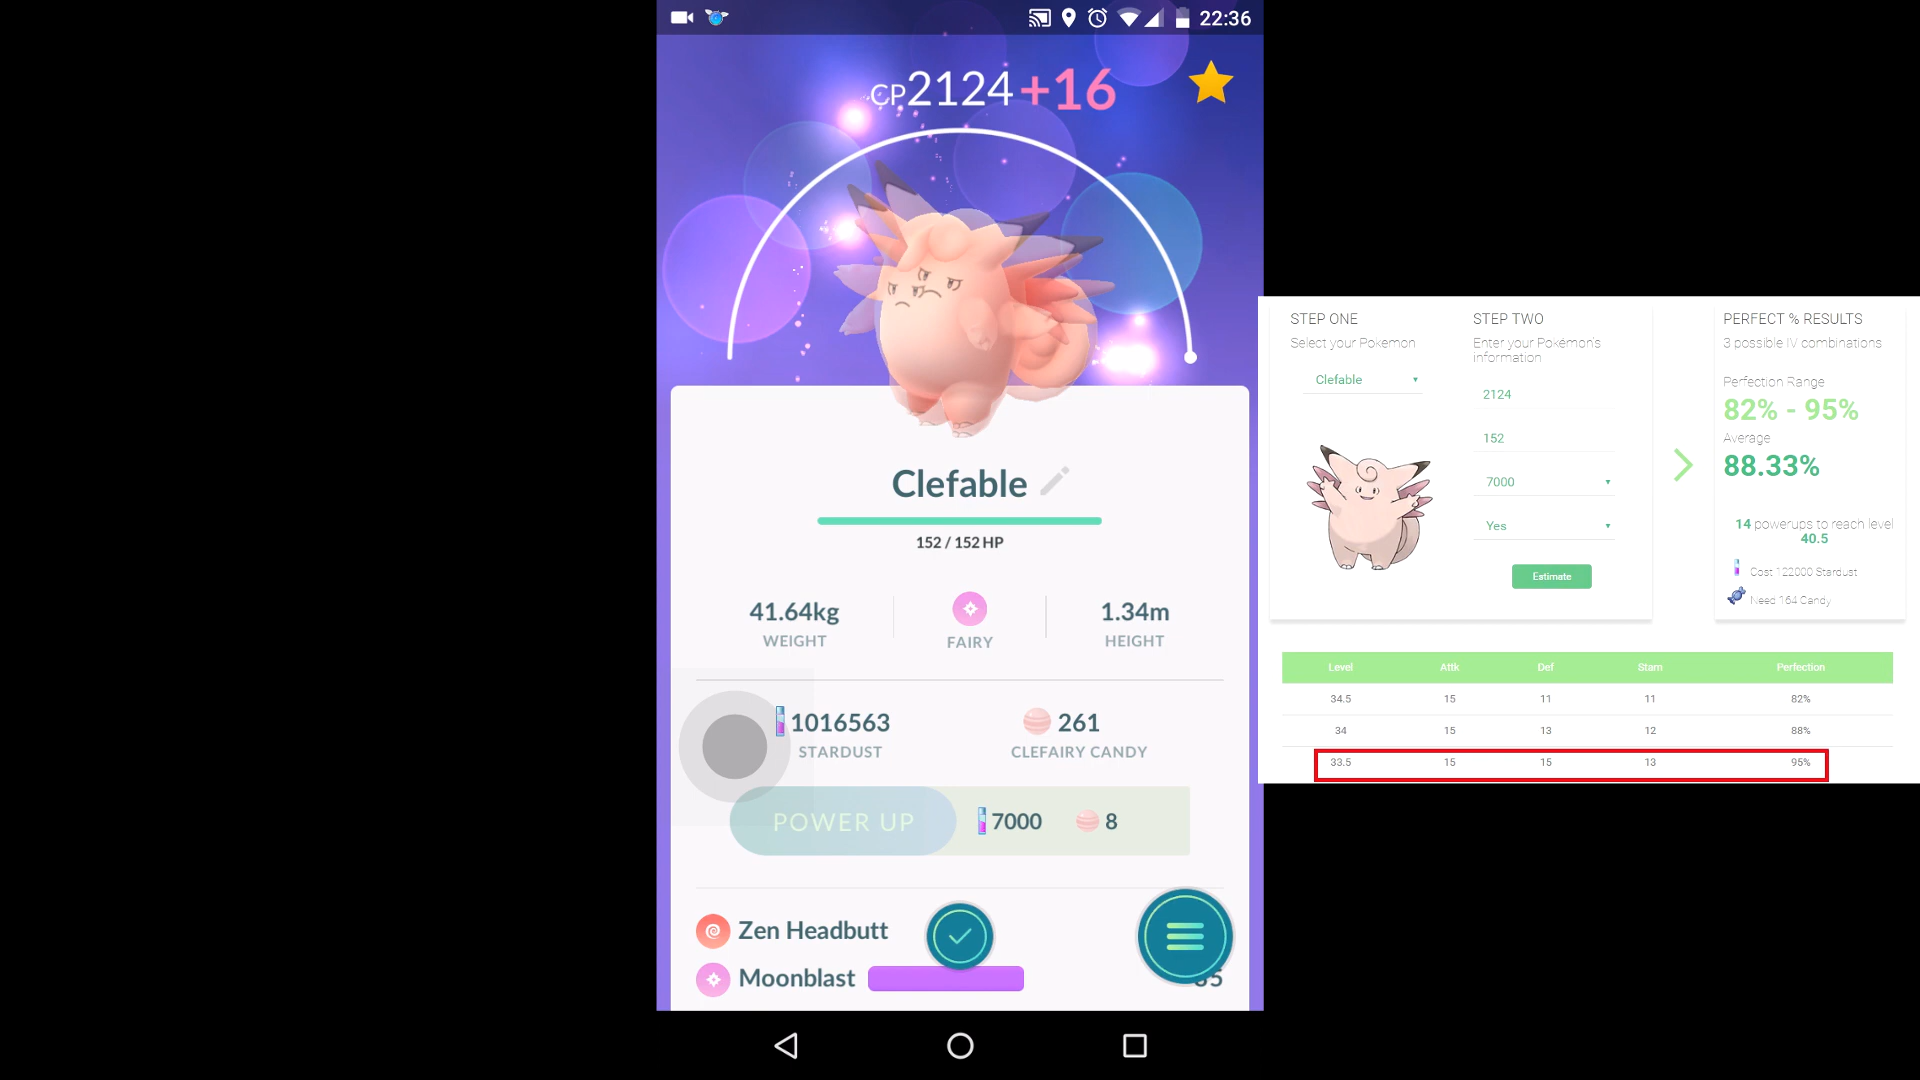 22:36
CP2124 +16
Clefable
152 / 152 HP
41.64kg
WEIGHT
FAIRY
1.34m
HEIGHT
1016563
STARDUST
261
CLEFAIRY CANDY
POWER UP
7000
8
Zen Headbutt
Moonblast
STEP ONE
Select your Pokemon
Clefable
STEP TWO
Enter your Pokémon's
information
2124
152
7000
Yes
Estimate
PERFECT % RESULTS
3 possible IV combinations
Perfection Range
82% - 95%
Average
88.33%
14 powerups to reach level
40.5
Cost 122000 Stardust
Need 164 Candy
Level Attk Def Stam Perfection
34.5 15 11 11 82%
34 15 13 12 88%
33.5 15 15 13 95%